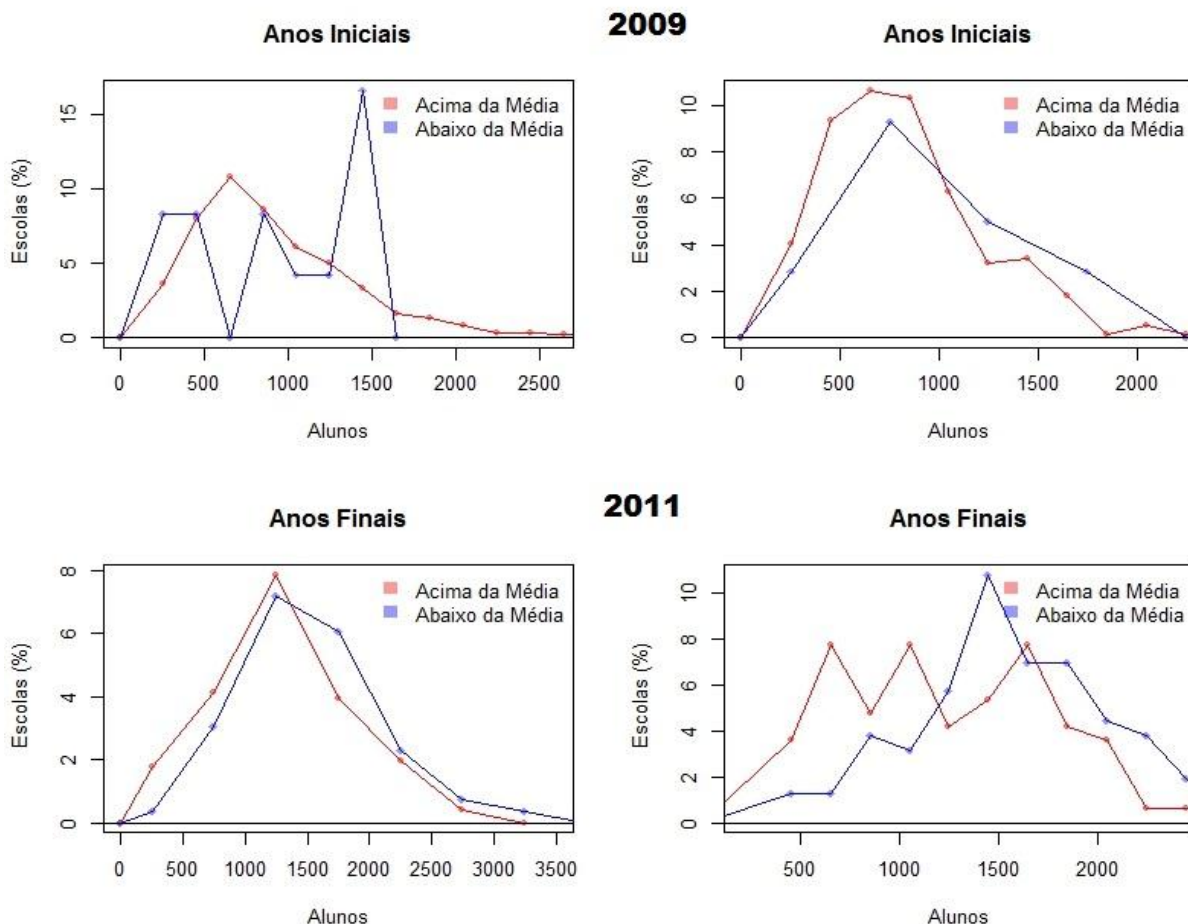 2009
Anos Iniciais
Acima da Média
Abaixo da Média
Escolas (%)
15
10
5
0
0 500 1000 1500 2000 2500
Alunos
Anos Iniciais
Acima da Média
Abaixo da Média
Escolas (%)
10
8
6
4
2
0
0 500 1000 1500 2000
Alunos
2011
Anos Finais
Acima da Média
Abaixo da Média
Escolas (%)
8
6
4
2
0
0 500 1000 1500 2000 2500 3000 3500
Alunos
Anos Finais
Acima da Média
Abaixo da Média
Escolas (%)
10
8
6
4
2
0
500 1000 1500 2000
Alunos